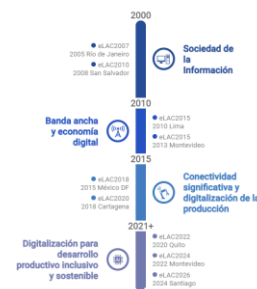 2000
eLAC2007
2005 Río de Janeiro
eLAC2010
2008 San Salvador
Sociedad de
la
Información
2010
Banda ancha
y economía
digital
eLAC2015
2010 Lima
eLAC2015
2013 Montevideo
2015
eLAC2018
2015 México DF
eLAC2020
2018 Cartagena
Conectividad
significativa y
digitalización de la
producción
2021+
Digitalización para
desarrollo
productivo inclusivo
y sostenible
eLAC2022
2020 Quito
eLAC2024
2022 Montevideo
eLAC2026
2024 Santiago